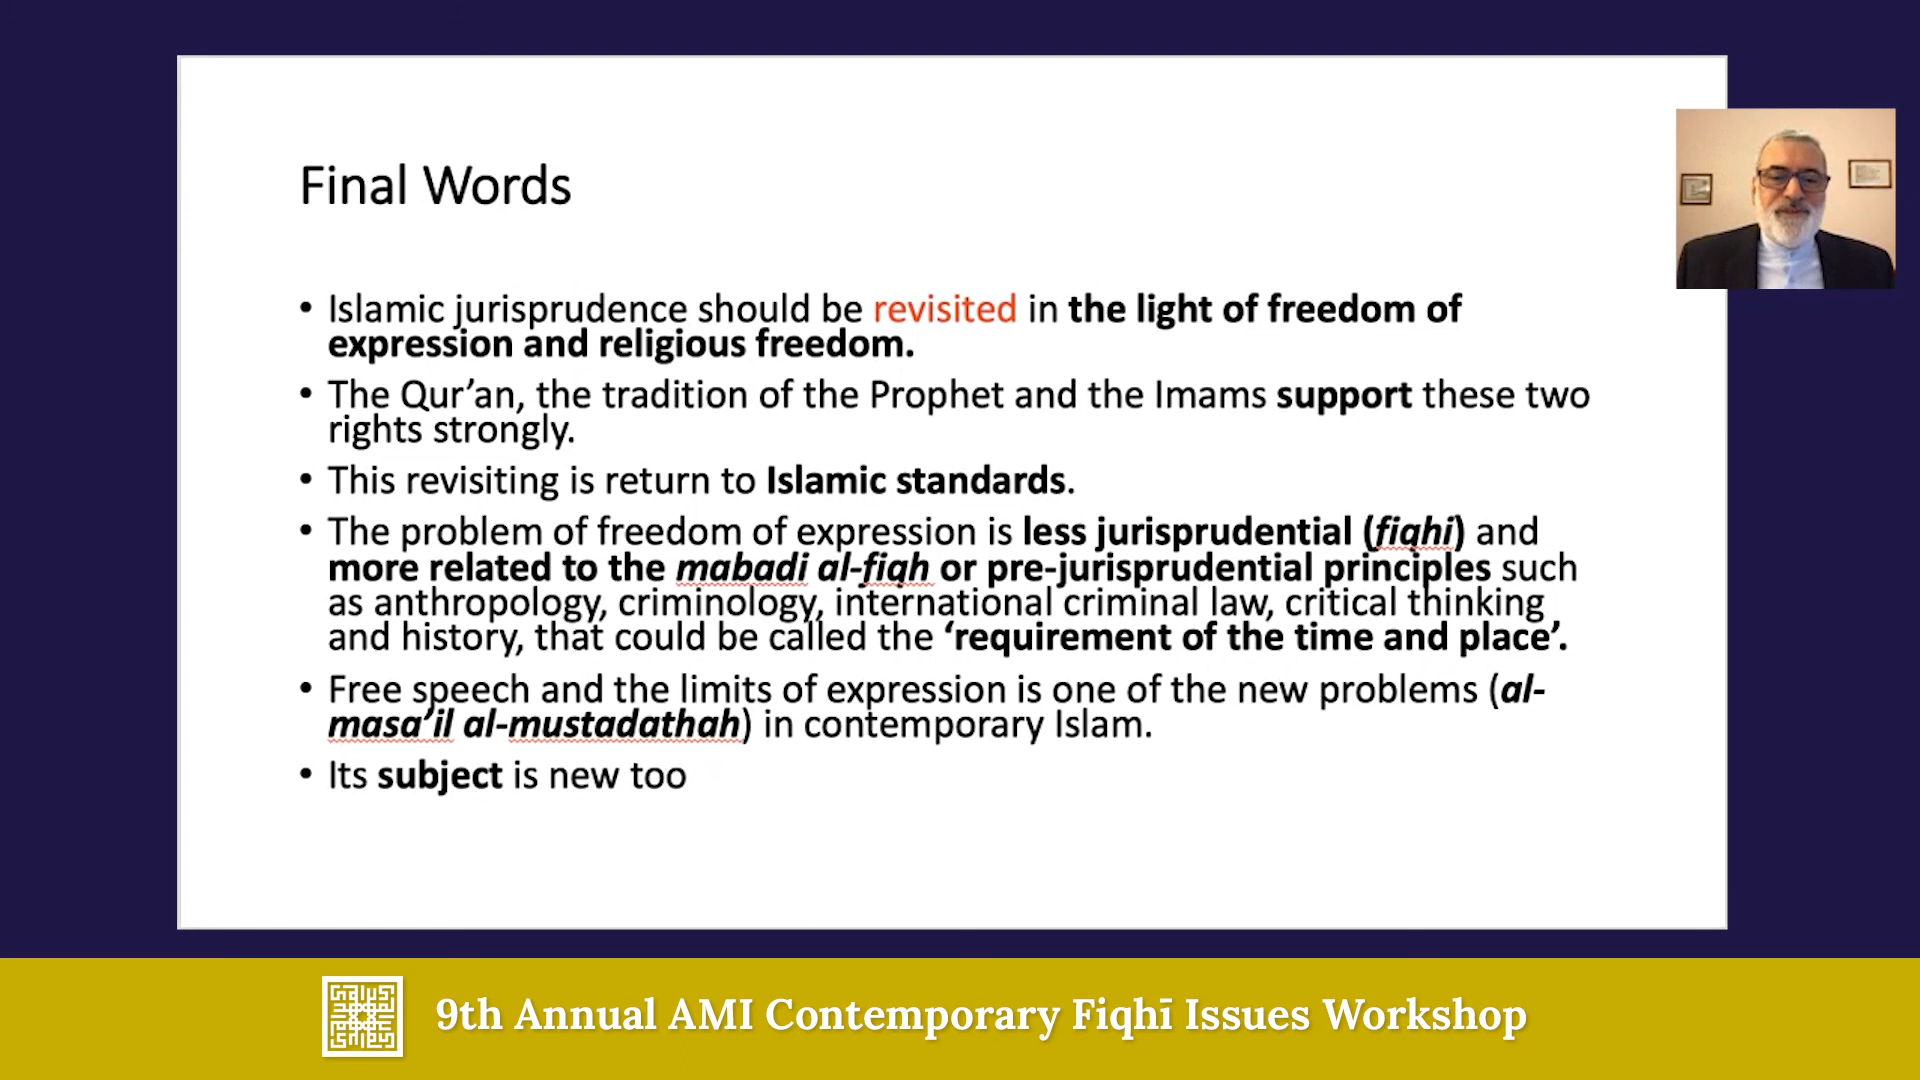 Final Words
• Islamic jurisprudence should be revisited in the light of freedom of
expression and religious freedom.
• The Qur’an, the tradition of the Prophet and the Imams support these two
rights strongly.
• This revisiting is return to Islamic standards.
• The problem of freedom of expression is less jurisprudential (fiqhi) and
more related to the mabadi al-fiqh or pre-jurisprudential principles such
as anthropology, criminology, international criminal law, critical thinking
and history, that could be called the ‘requirement of the time and place’.
• Free speech and the limits of expression is one of the new problems (al-
masa’il al-mustadathah) in contemporary Islam.
• Its subject is new too
9th Annual AMI Contemporary Fiqhī Issues Workshop